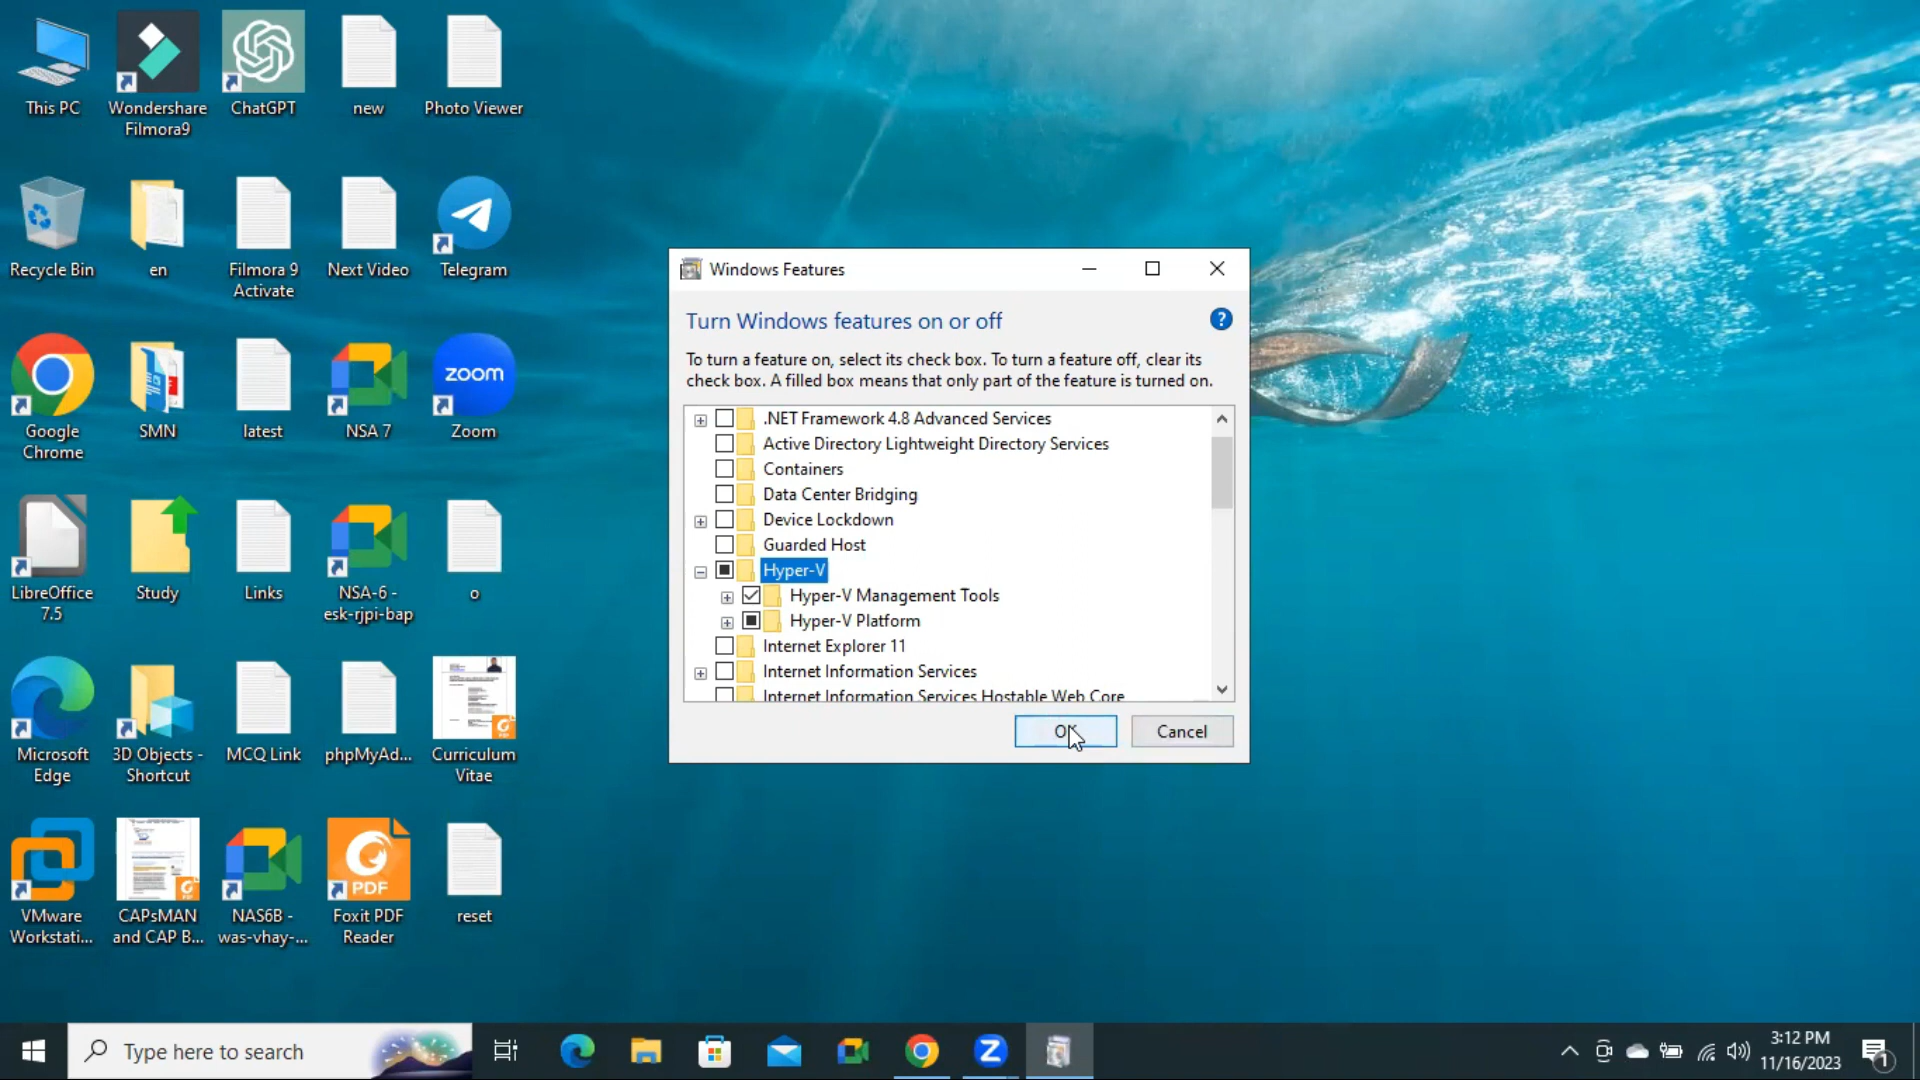 This PC
Wondershare
Filmora9
ChatGPT
new
Photo Viewer
Recycle Bin
en
Filmora 9
Activate
Next Video
Telegram
Google
Chrome
SMN
latest
NSA 7
zoom
Zoom
LibreOffice
7.5
Study
Links
NSA-6 -
esk-rjpi-bap
o
Microsoft
Edge
3D Objects -
Shortcut
MCQ Link
phpMyAd...
Curriculum
Vitae
VMware
Workstati...
CAPsMAN
and CAP B...
NAS6B -
was-vhay-...
PDF
Foxit PDF
Reader
reset
Windows Features
Turn Windows features on or off
?
To turn a feature on, select its check box. To turn a feature off, clear its
check box. A filled box means that only part of the feature is turned on.
.NET Framework 4.8 Advanced Services
Active Directory Lightweight Directory Services
Containers
Data Center Bridging
Device Lockdown
Guarded Host
Hyper-V
Hyper-V Management Tools
Hyper-V Platform
Internet Explorer 11
Internet Information Services
Internet Information Services Hostable Web Core
OK
Cancel
Type here to search
Z
3:12 PM
11/16/2023
1